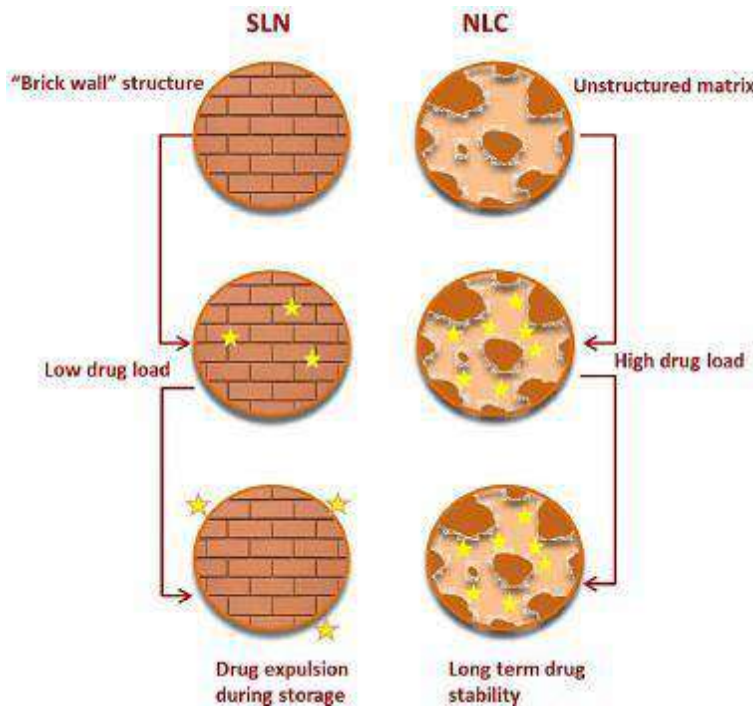 SLN
NLC
"Brick wall" structure
Unstructured matrix
Low drug load
High drug load
Drug expulsion
during storage
Long term drug
stability